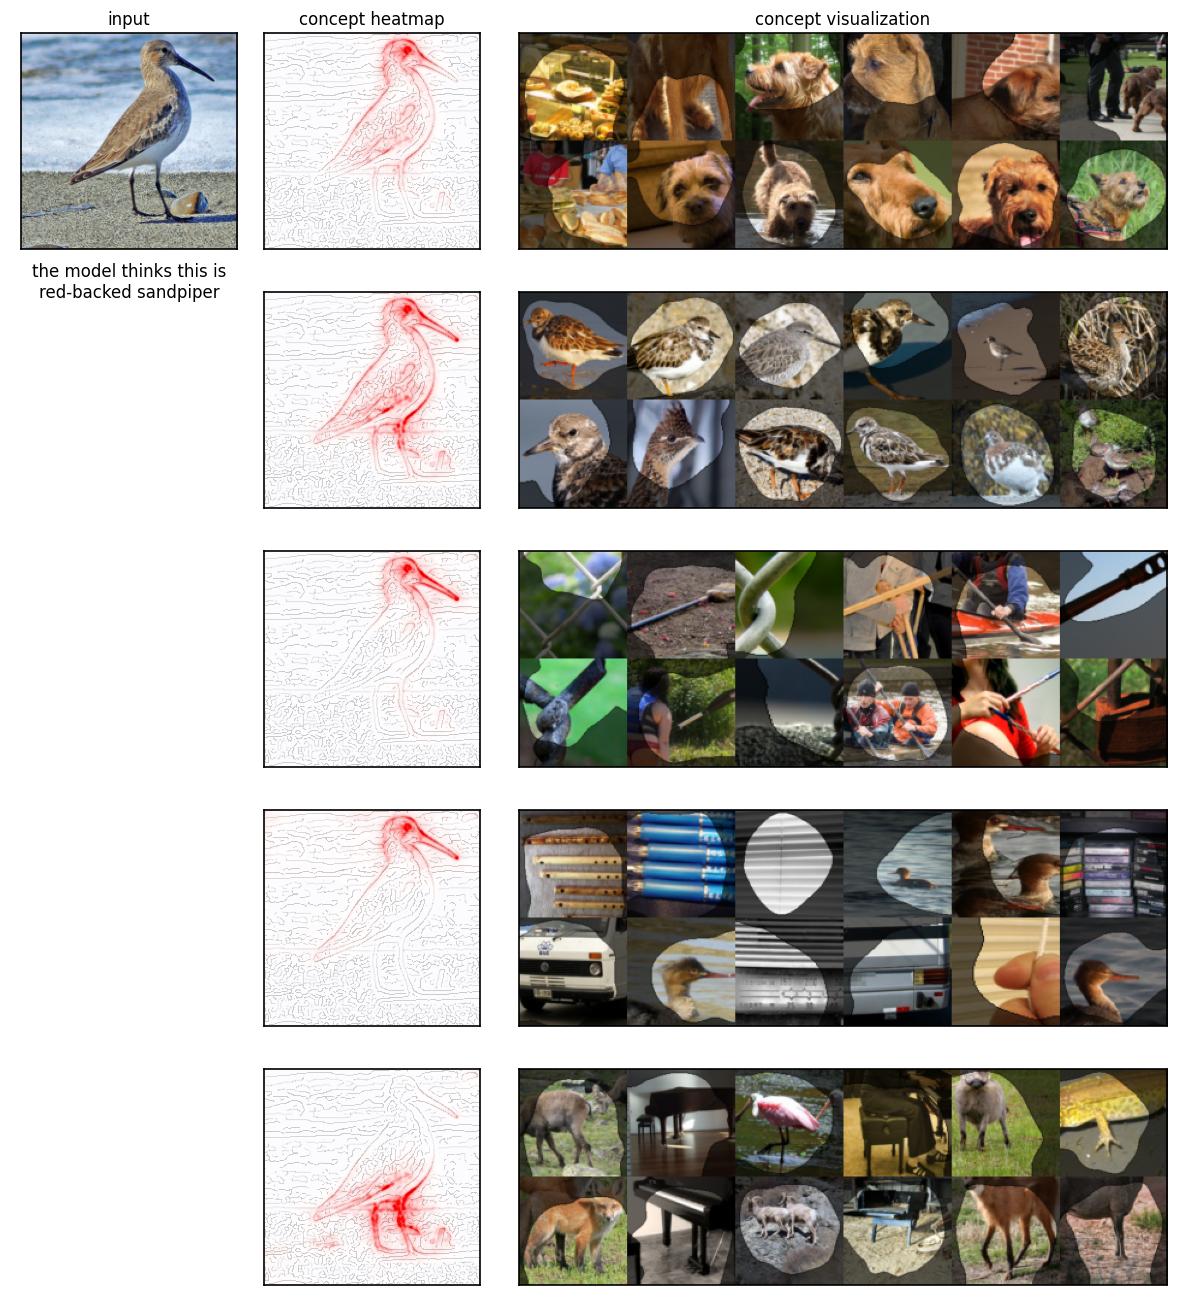 input
concept heatmap
concept visualization
the model thinks this is
red-backed sandpiper